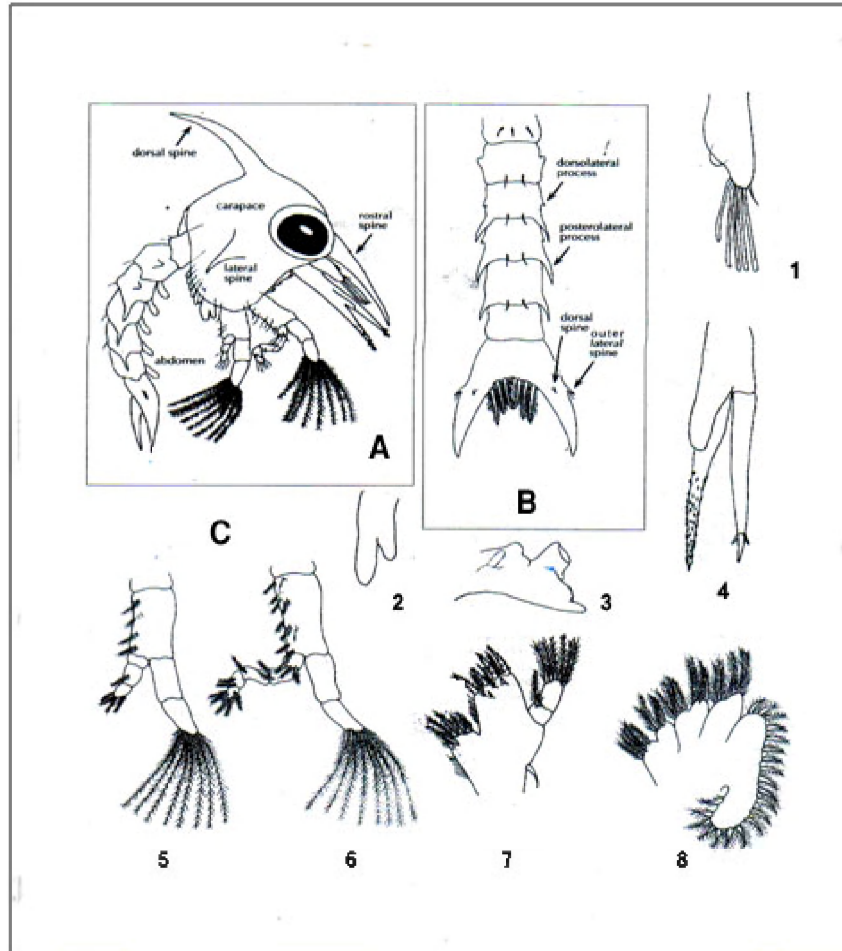 dorsal spine
carapace
rostral
spine
lateral
spine
abdomen
A
dorsolateral
process
posterolateral
process
dorsal
spine
outer
lateral
spine
B
1
C
2
3
4
5
6
7
8